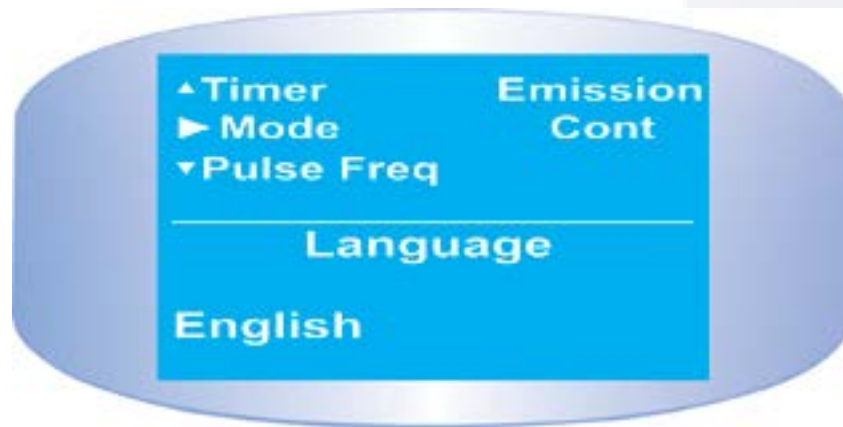 ▲Timer Emission
►Mode Cont
▼Pulse Freq
Language
English